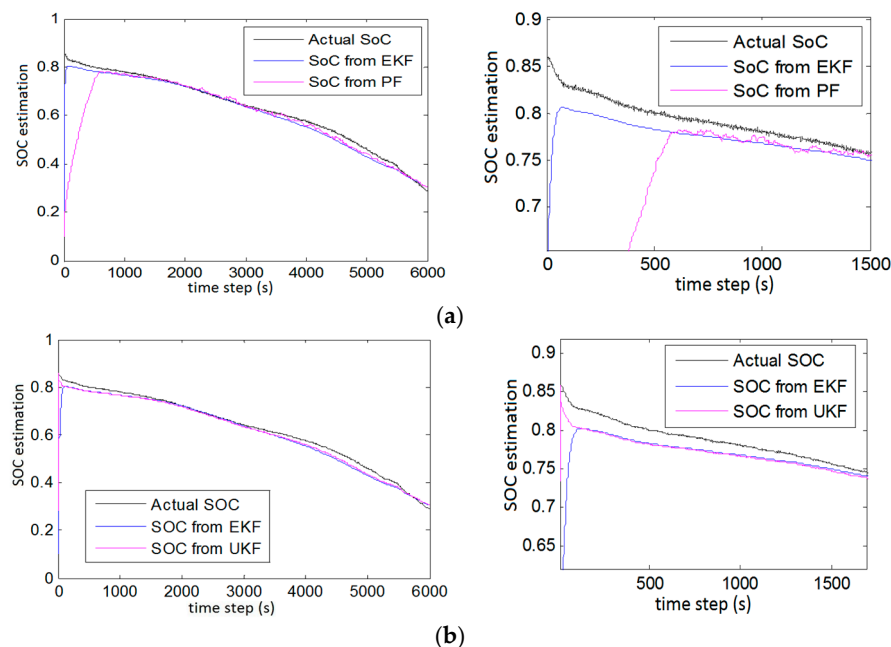 1
0.8
0.6
0.4
0.2
0
SOC estimation
Actual SoC
SoC from EKF
SoC from PF
0 1000 2000 3000 4000 5000 6000
time step (s)
0.85
0.8
0.75
0.7
SOC estimation
Actual SoC
SoC from EKF
SoC from PF
0 500 1000 1500
time step (s)
(a)
1
0.8
0.6
0.4
0.2
0
SOC estimation
Actual SOC
SOC from EKF
SOC from UKF
0 1000 2000 3000 4000 5000 6000
time step (s)
0.9
0.85
0.8
0.75
0.7
0.65
SOC estimation
Actual SOC
SOC from EKF
SOC from UKF
500 1000 1500
time step (s)
(b)